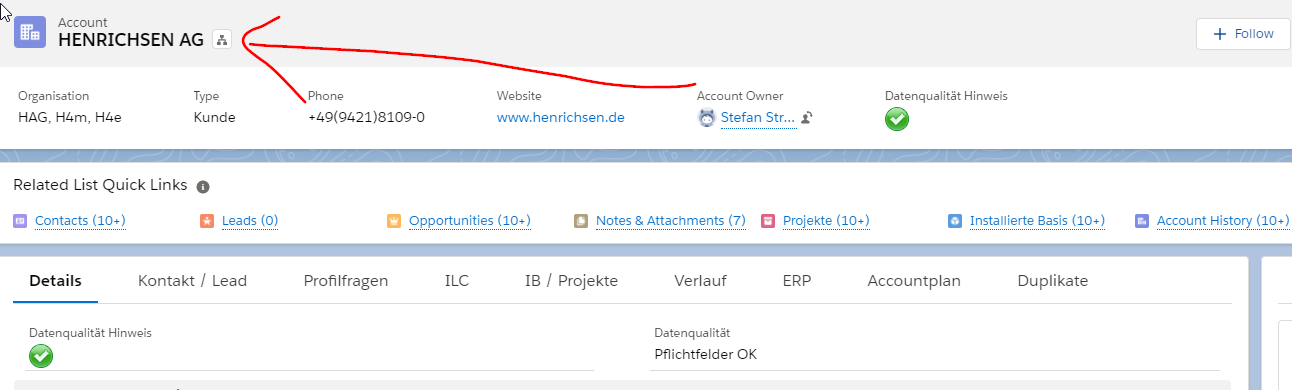 Account
HENRICHSEN AG
Follow
Organisation Type Phone Website Account Owner Datenqualität Hinweis
HAG, H4m, H4e Kunde +49(9421)8109-0 www.henrichsen.de Stefan Str...
Related List Quick Links
Contacts (10+) Leads (0) Opportunities (10+) Notes & Attachments (7) Projekte (10+) Installierte Basis (10+) Account History (10+)
Details Kontakt / Lead Profilfragen ILC IB / Projekte Verlauf ERP Accountplan Duplikate
Datenqualität Hinweis Datenqualität
Pflichtfelder OK